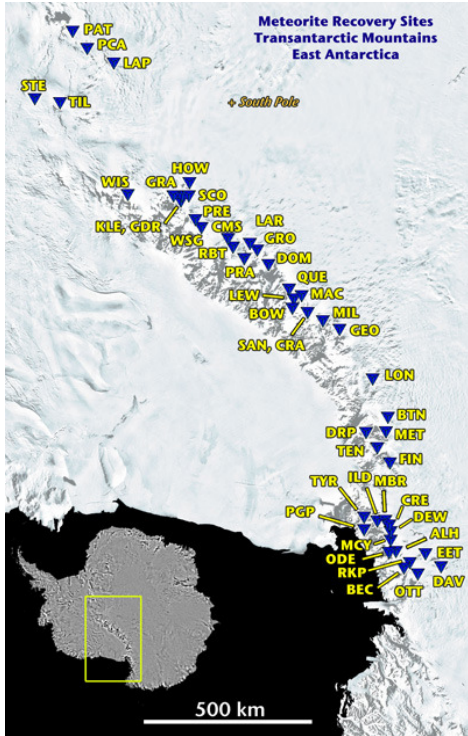 Meteorite Recovery Sites
Transantarctic Mountains
East Antarctica
PAT
PCA
LAP
STE
TIL
+ South Pole
HOW
WIS
GRA
SCO
KLE, GDR
PRE
CMS
LAR
WSG
GRO
RBT
DOM
PRA
QUE
LEW
MAC
BOW
MIL
SAN, CRA
GEO
LON
BTN
DRP
MET
TEN
FIN
ILD
MBR
TYR
CRE
PGP
DEW
MCY
ALH
ODE
EET
RKP
DAV
BEC
OTT
500 km